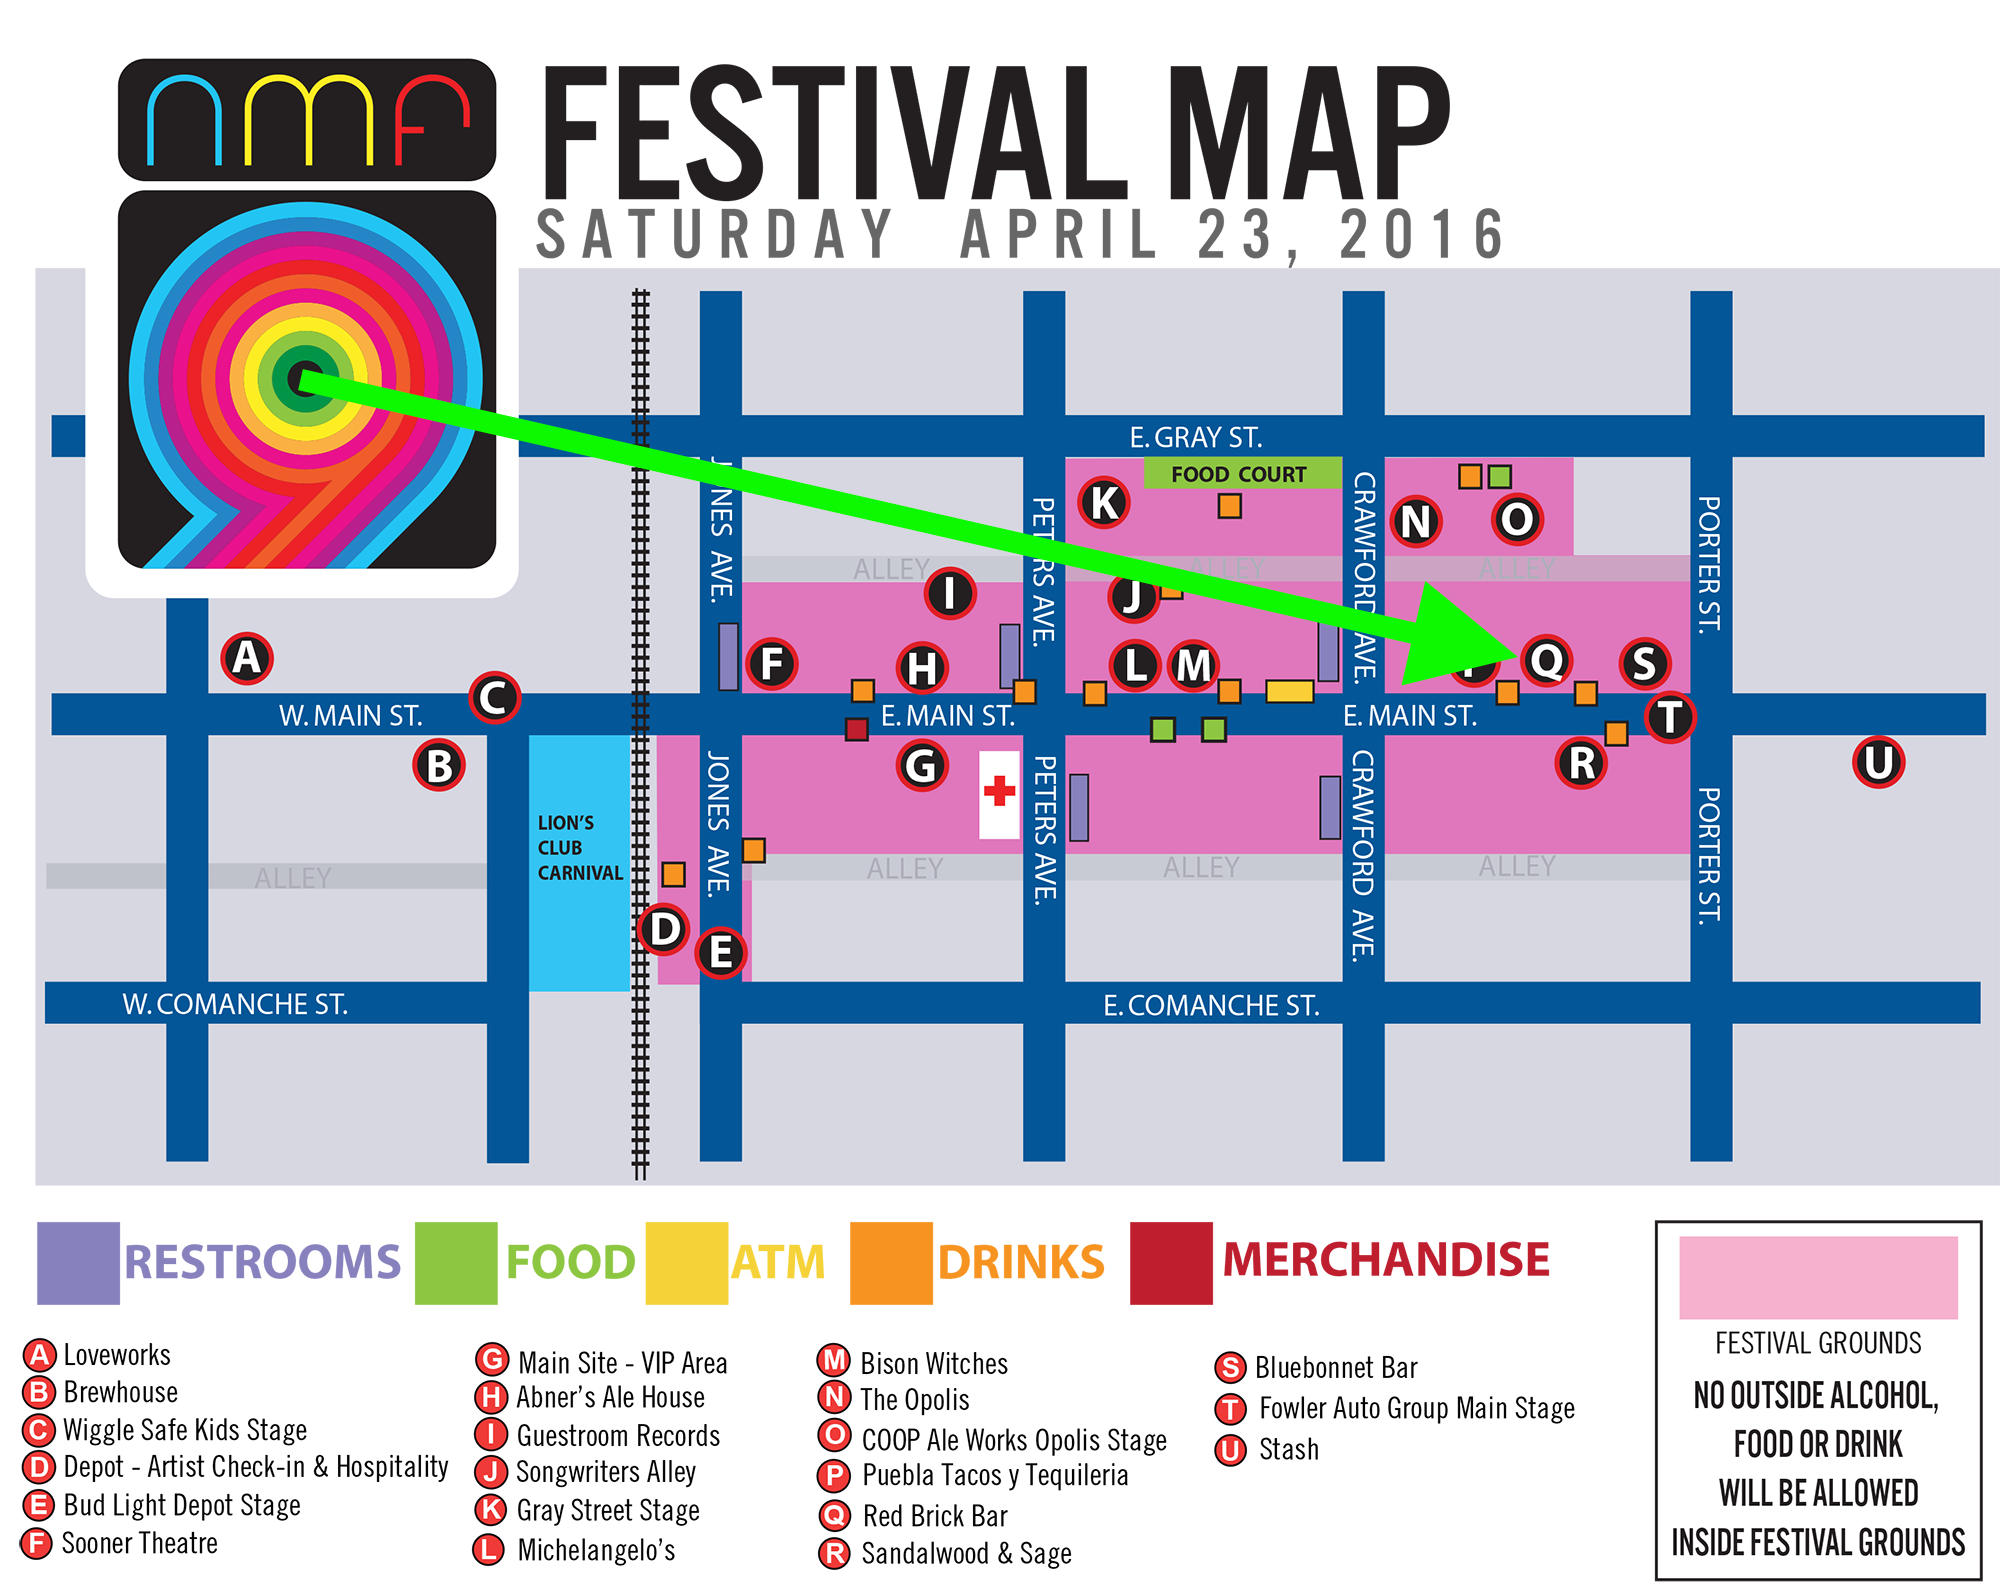 nmf
FESTIVAL MAP
SATURDAY APRIL 23, 2016
E. GRAY ST.
FOOD COURT
K
N
O
ALLEY
ALLEY
ALLEY
AVE.
PETERS AVE.
CRAWFORD AVE.
PORTER ST.
I
J
A
C
F
H
L
M
Q
S
T
W. MAIN ST.
E. MAIN ST.
E. MAIN ST.
B
G
R
U
LION'S
CLUB
CARNIVAL
JONES AVE.
PETERS AVE.
CRAWFORD AVE.
PORTER ST.
ALLEY
ALLEY
ALLEY
ALLEY
D
E
W. COMANCHE ST.
E. COMANCHE ST.
RESTROOMS
FOOD
ATM
DRINKS
MERCHANDISE
A Loveworks
B Brewhouse
C Wiggle Safe Kids Stage
D Depot - Artist Check-in & Hospitality
E Bud Light Depot Stage
F Sooner Theatre
G Main Site - VIP Area
H Abner's Ale House
I Guestroom Records
J Songwriters Alley
K Gray Street Stage
L Michelangelo's
M Bison Witches
N The Opolis
O COOP Ale Works Opolis Stage
P Puebla Tacos y Tequileria
Q Red Brick Bar
R Sandalwood & Sage
S Bluebonnet Bar
T Fowler Auto Group Main Stage
U Stash
FESTIVAL GROUNDS
NO OUTSIDE ALCOHOL,
FOOD OR DRINK
WILL BE ALLOWED
INSIDE FESTIVAL GROUNDS